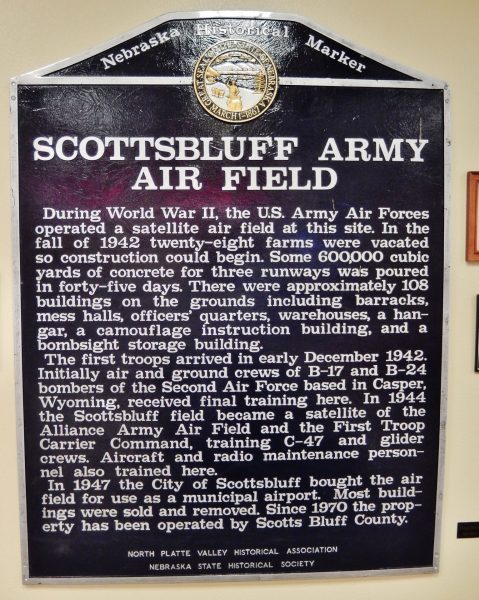 Nebraska Historical Marker
SCOTTSBLUFF ARMY
AIR FIELD
During World War II, the U.S. Army Air Forces
operated a satellite air field at this site. In the
fall of 1942 twenty-eight farms were vacated
so construction could begin. Some 600,000 cubic
yards of concrete for three runways was poured
in forty-five days. There were approximately 108
buildings on the grounds including barracks,
mess halls, officers' quarters, warehouses, a han-
gar, a camouflage instruction building, and a
bombsight storage building.
The first troops arrived in early December 1942.
Initially air and ground crews of B-17 and B-24
bombers of the Second Air Force based in Casper,
Wyoming, received final training here. In 1944
the Scottsbluff field became a satellite of the
Alliance Army Air Field and the First Troop
Carrier Command, training C-47 and glider
crews. Aircraft and radio maintenance person-
nel also trained here.
In 1947 the City of Scottsbluff bought the air
field for use as a municipal airport. Most build-
ings were sold and removed. Since 1970 the prop-
erty has been operated by Scotts Bluff County.
NORTH PLATTE VALLEY HISTORICAL ASSOCIATION
NEBRASKA STATE HISTORICAL SOCIETY